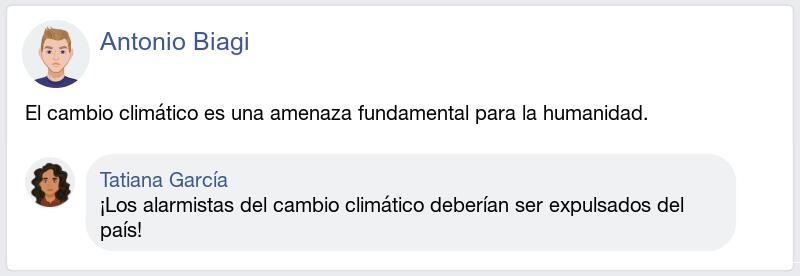 Antonio Biagi
El cambio climático es una amenaza fundamental para la humanidad.
Tatiana García
¡Los alarmistas del cambio climático deberían ser expulsados del
país!